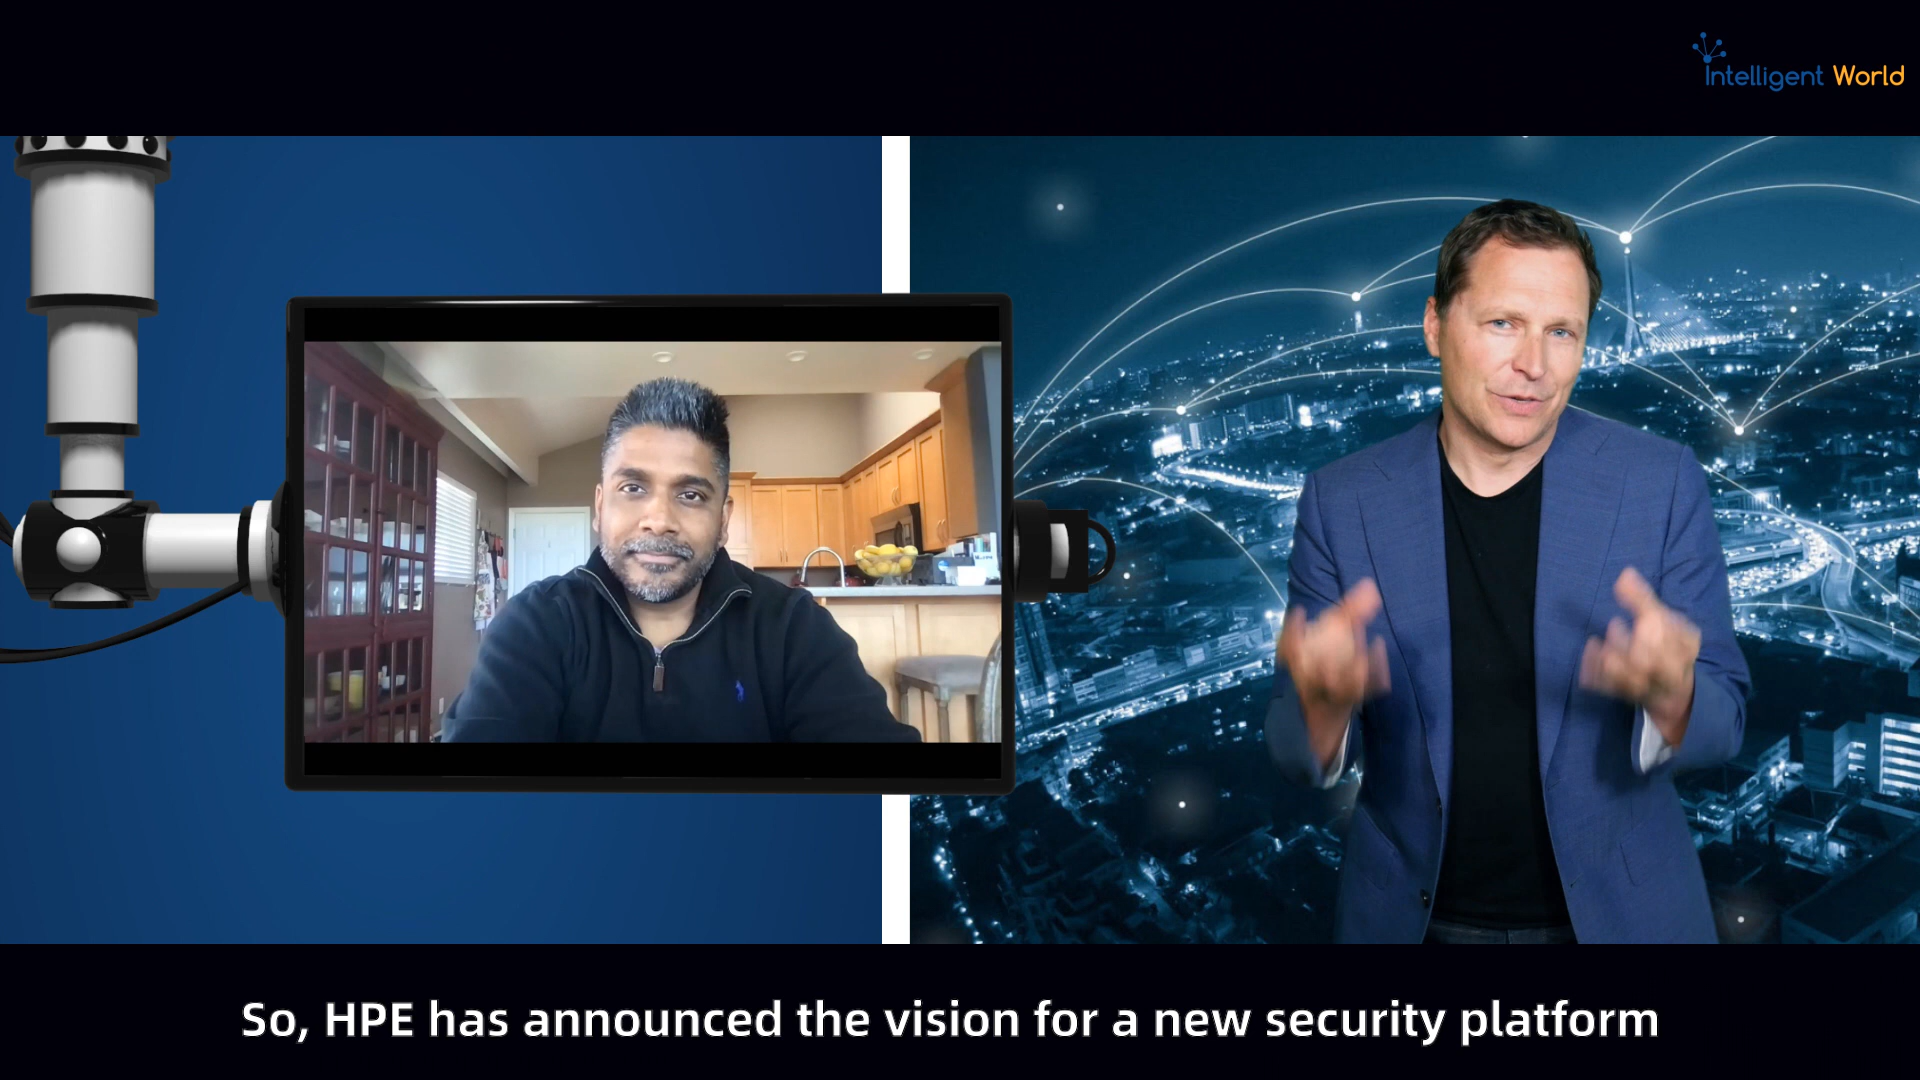 Intelligent World
So, HPE has announced the vision for a new security platform